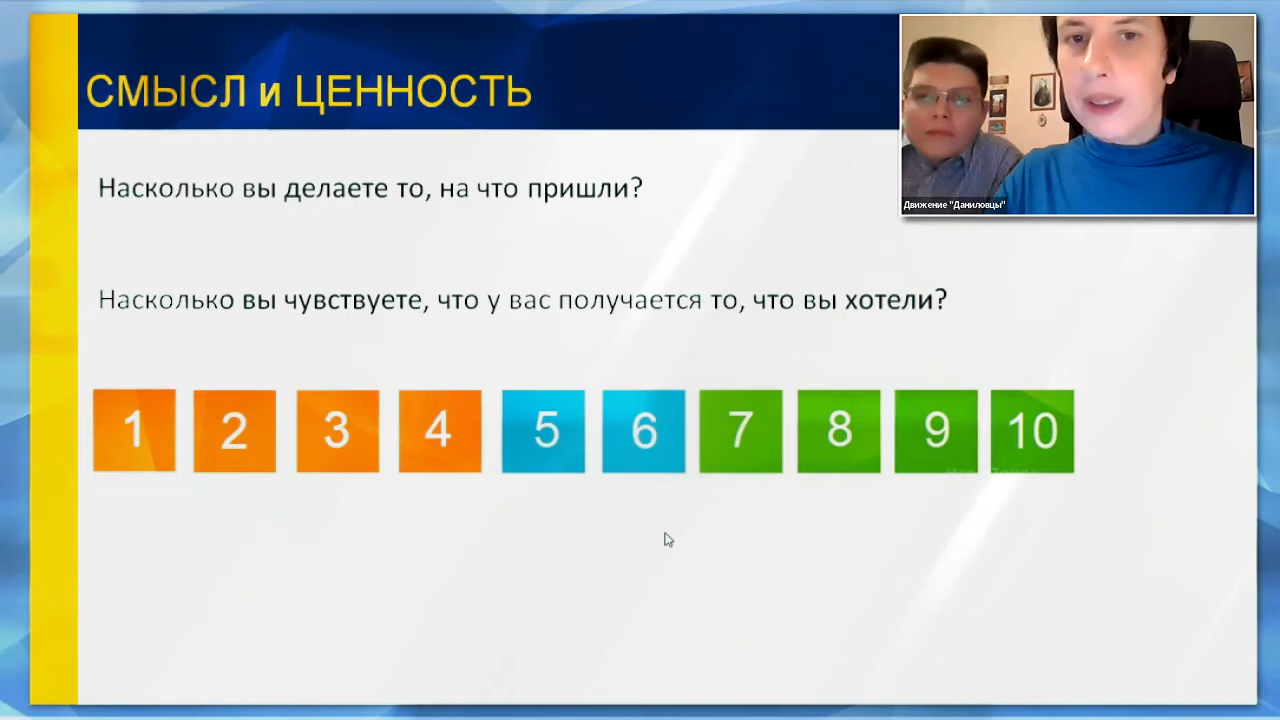 СМЫСЛ и ЦЕННОСТЬ
Движение "Даниловцы"
Насколько вы делаете то, на что пришли?
Насколько вы чувствуете, что у вас получается то, что вы хотели?
1 2 3 4 5 6 7 8 9 10